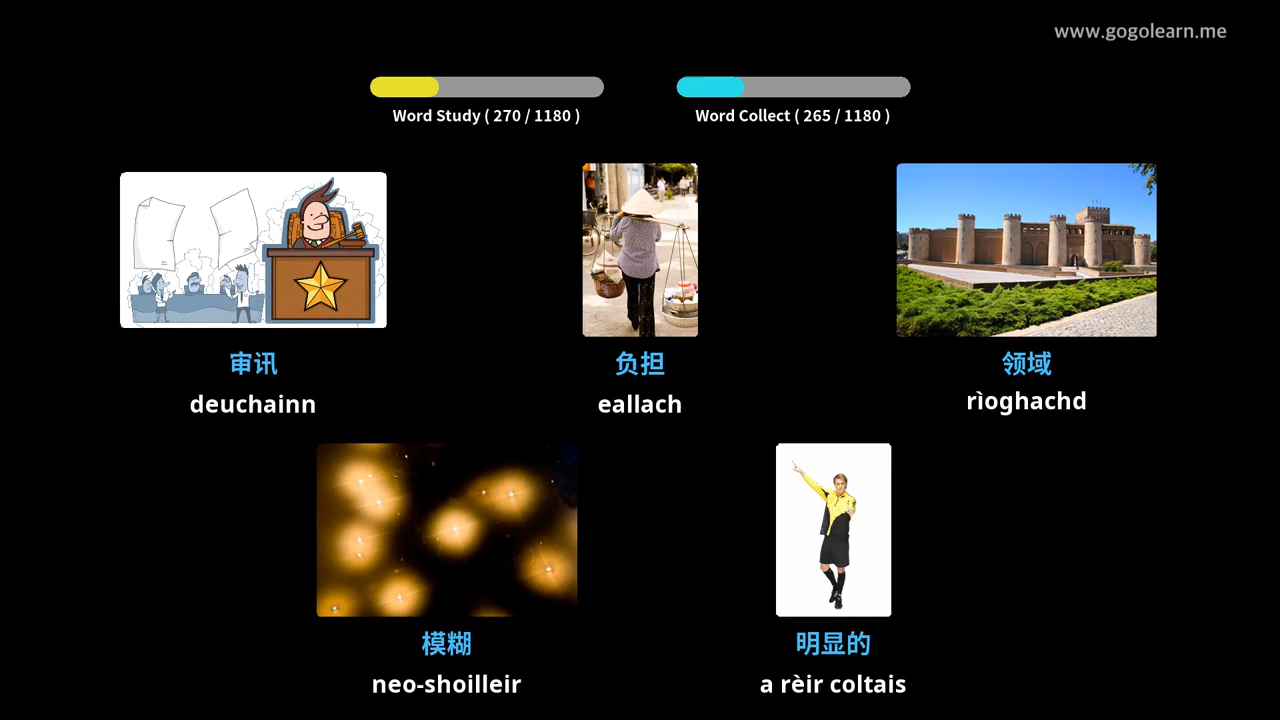 www.gogolearn.me
Word Study ( 270 / 1180 )
Word Collect ( 265 / 1180 )
审讯
负担
领域
deuchainn
eallach
rìoghachd
模糊
明显的
neo-shoilleir
a rèir coltais